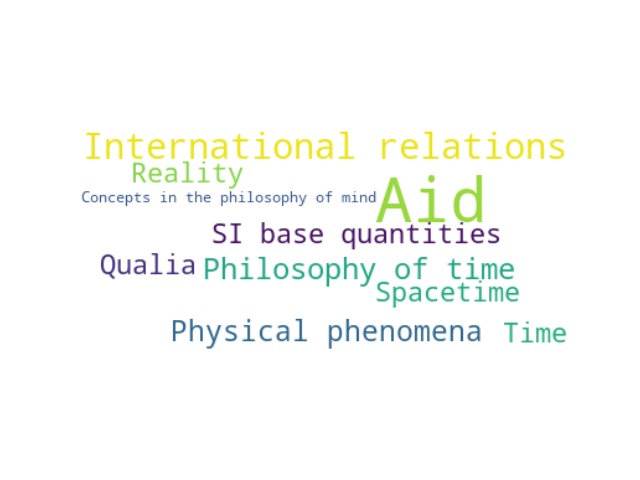 International relations
Reality
Concepts in the philosophy of mind
Aid
SI base quantities
Qualia
Philosophy of time
Spacetime
Physical phenomena
Time